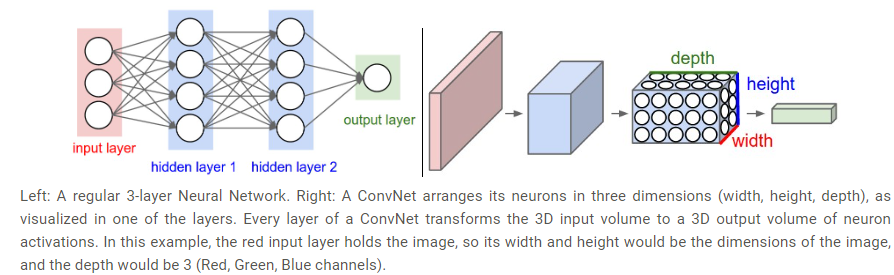 input layer
hidden layer 1
hidden layer 2
output layer
depth
height
width
Left: A regular 3-layer Neural Network. Right: A ConvNet arranges its neurons in three dimensions (width, height, depth), as
visualized in one of the layers. Every layer of a ConvNet transforms the 3D input volume to a 3D output volume of neuron
activations. In this example, the red input layer holds the image, so its width and height would be the dimensions of the image,
and the depth would be 3 (Red, Green, Blue channels).